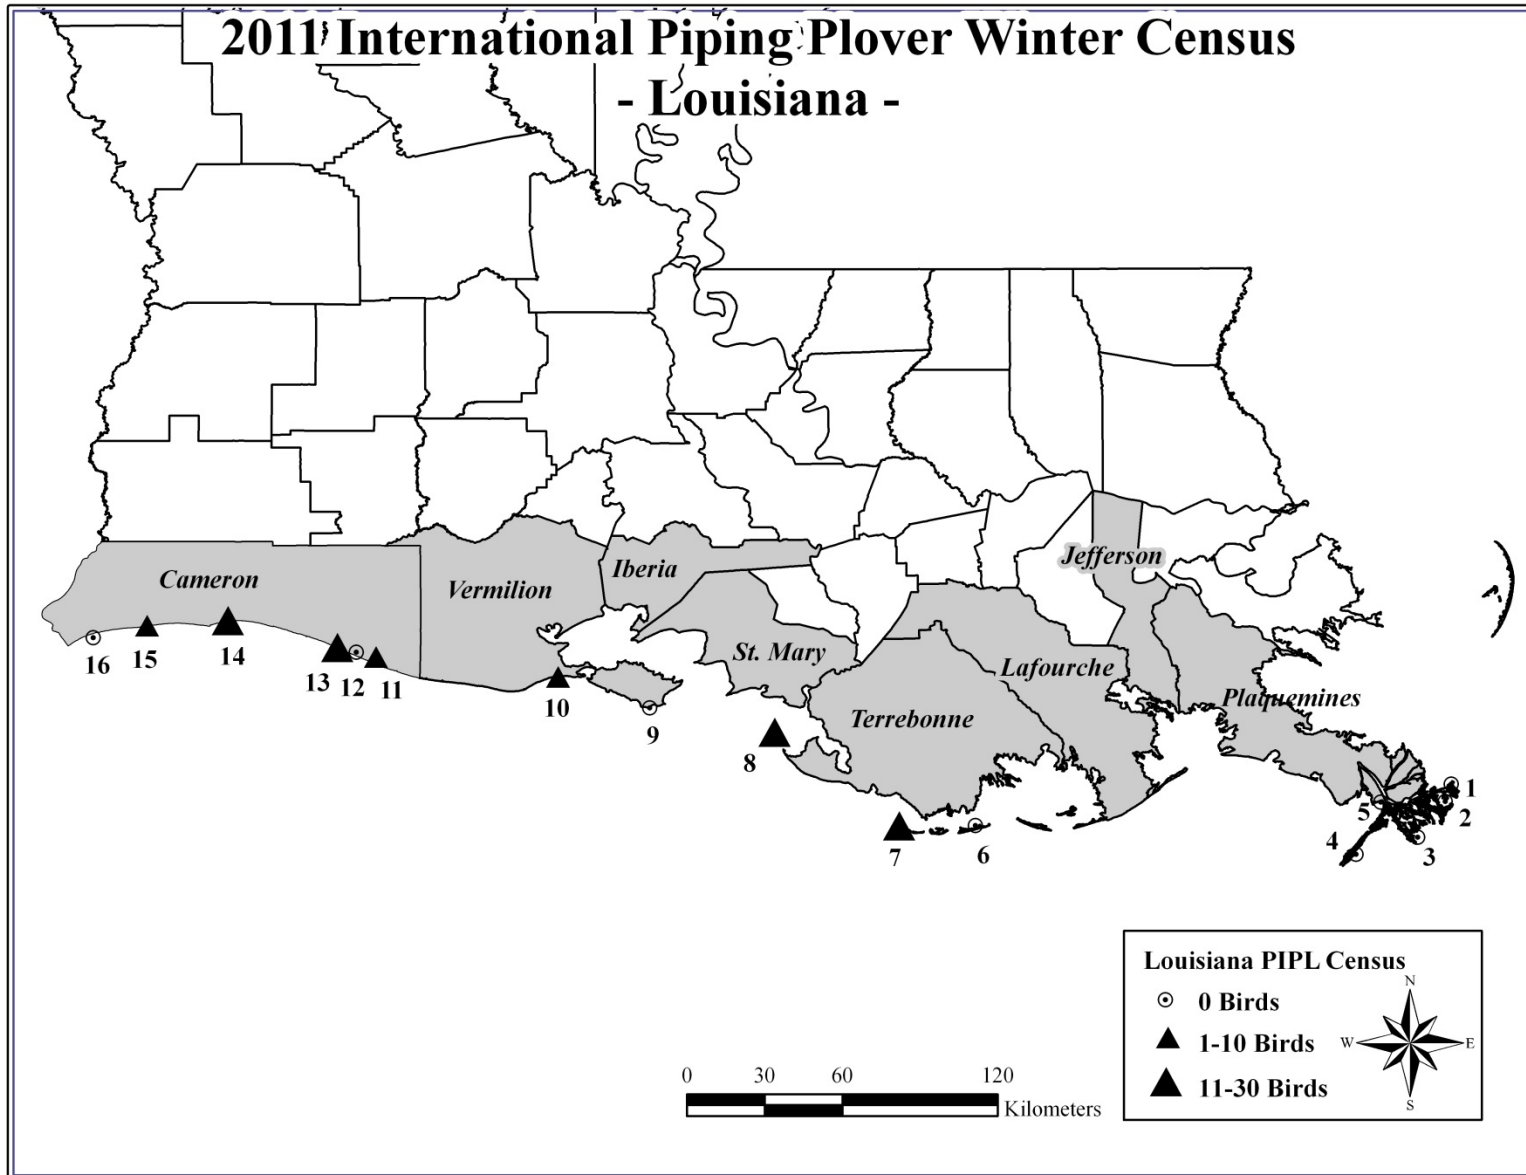 2011 International Piping Plover Winter Census
- Louisiana -
Jefferson
Iberia
Cameron
Vermilion
St. Mary
Lafourche
Plaquemines
Terrebonne
16
15
14
13
12
11
10
9
8
7
6
5
4
3
2
1
Louisiana PIPL Census
0 Birds
1-10 Birds
11-30 Birds
N
W
E
S
0 30 60 120
Kilometers